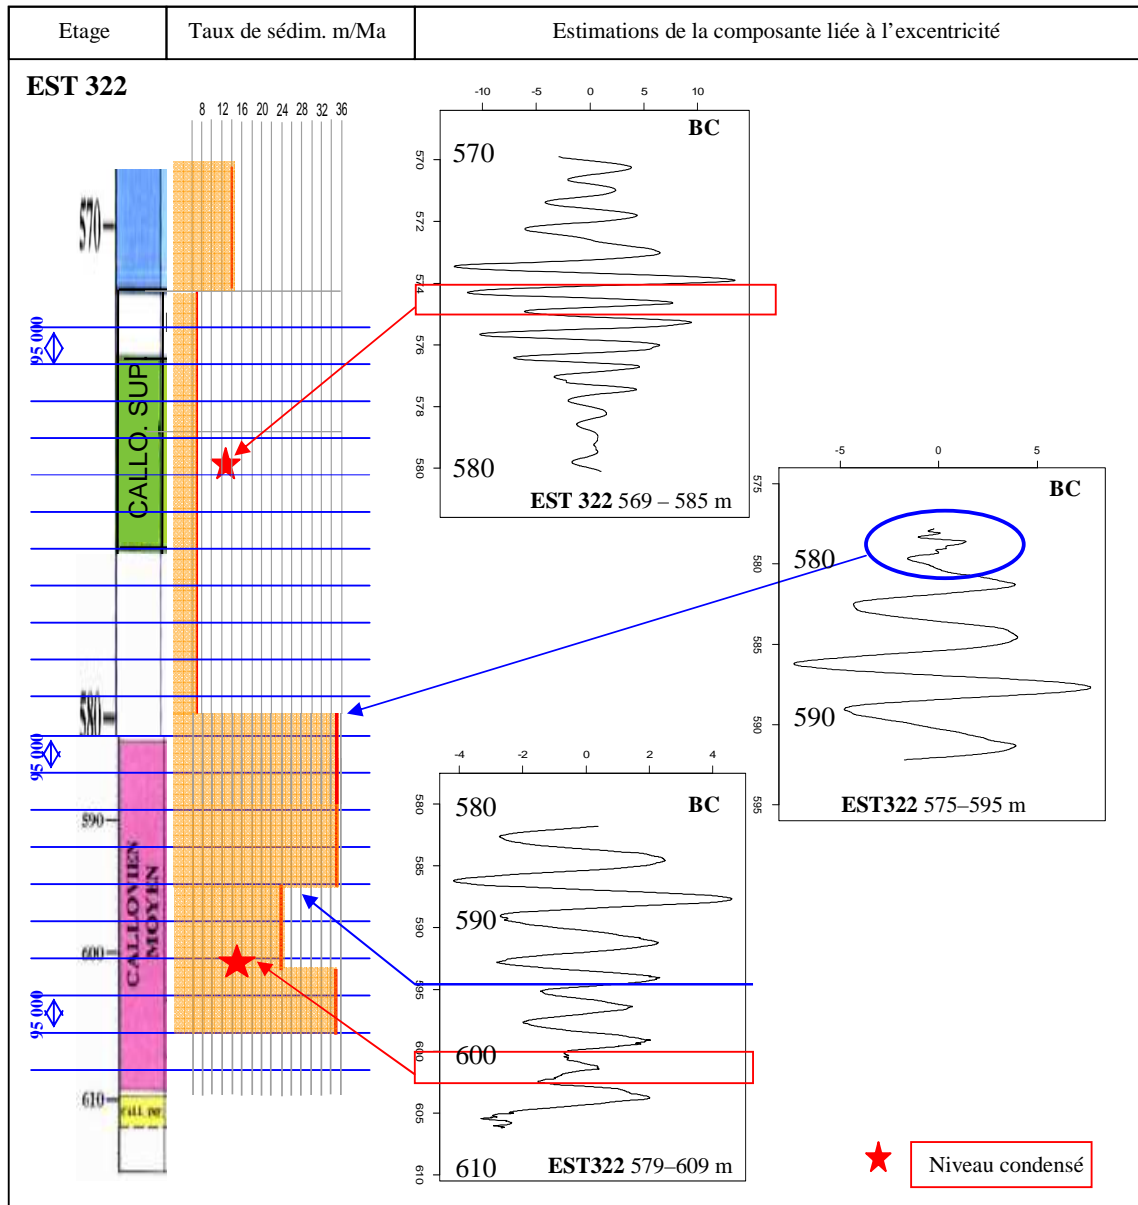 Etage
Taux de sédim. m/Ma
Estimations de la composante liée à l'excentricité
EST 322
8 12 16 20 24 28 32 36
570
95 000
CALLO. SUP
580
95 000
590
CALLOVIEN MOYEN
600
95 000
610
CALL. INF
-10 -5 0 5 10
BC
570
570
572
574
576
578
580
580
EST 322 569 – 585 m
-5 0 5
BC
575
580
580
585
590
590
595
EST322 575–595 m
-4 -2 0 2 4
BC
580
580
585
590
590
595
600
600
605
610
610
EST322 579–609 m
Niveau condensé